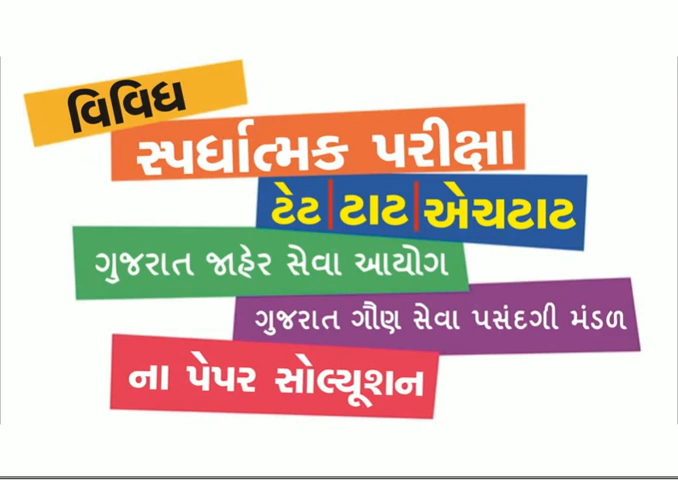 વિવિધ
સ્પર્ધાત્મક પરીક્ષા
ટેટ|ટાટ|એચટાટ
ગુજરાત જાહેર સેવા આયોગ
ગુજરાત ગૌણ સેવા પસંદગી મંડળ
ના પેપર સોલ્યૂશન